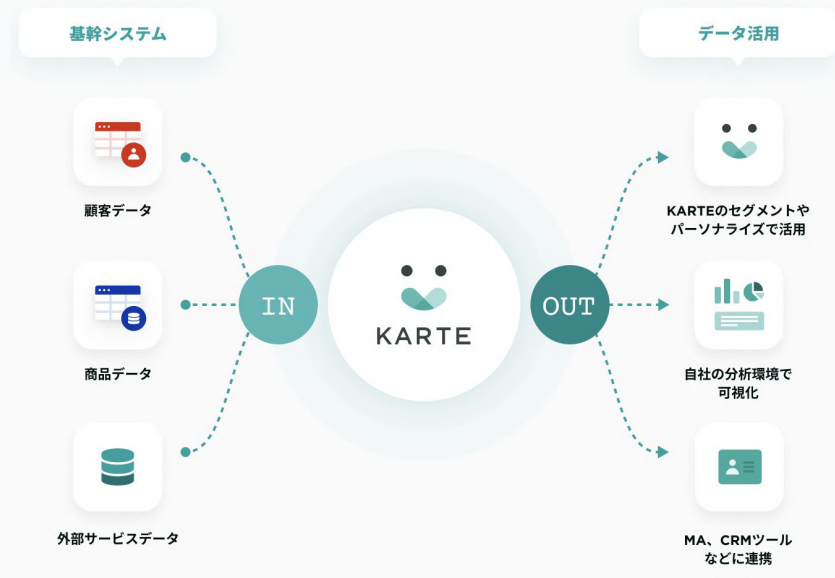 基幹システム
データ活用
顧客データ
商品データ
外部サービスデータ
IN
KARTE
OUT
KARTEのセグメントや
パーソナライズで活用
自社の分析環境で
可視化
MA、CRMツール
などに連携